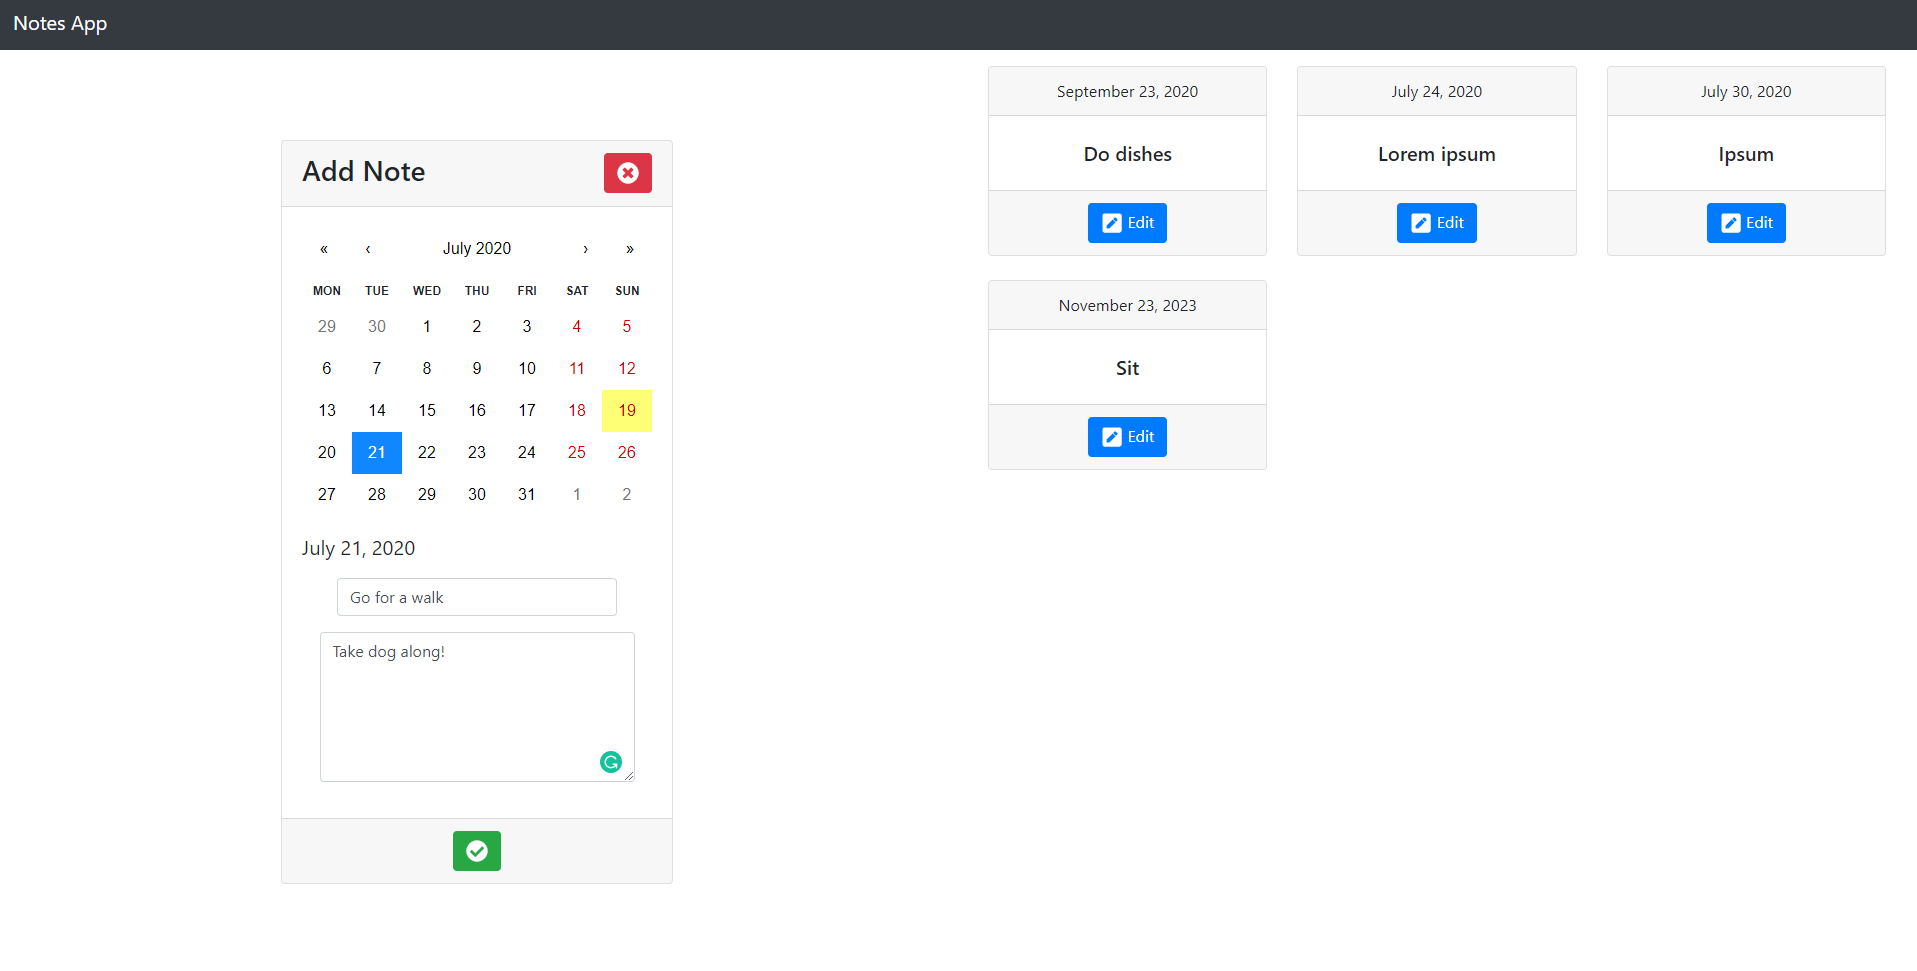 Notes App
Add Note
« ‹ July 2020 › »
MON TUE WED THU FRI SAT SUN
29 30 1 2 3 4 5
6 7 8 9 10 11 12
13 14 15 16 17 18 19
20 21 22 23 24 25 26
27 28 29 30 31 1 2
July 21, 2020
Go for a walk
Take dog along!
September 23, 2020
Do dishes
Edit
July 24, 2020
Lorem ipsum
Edit
July 30, 2020
Ipsum
Edit
November 23, 2023
Sit
Edit